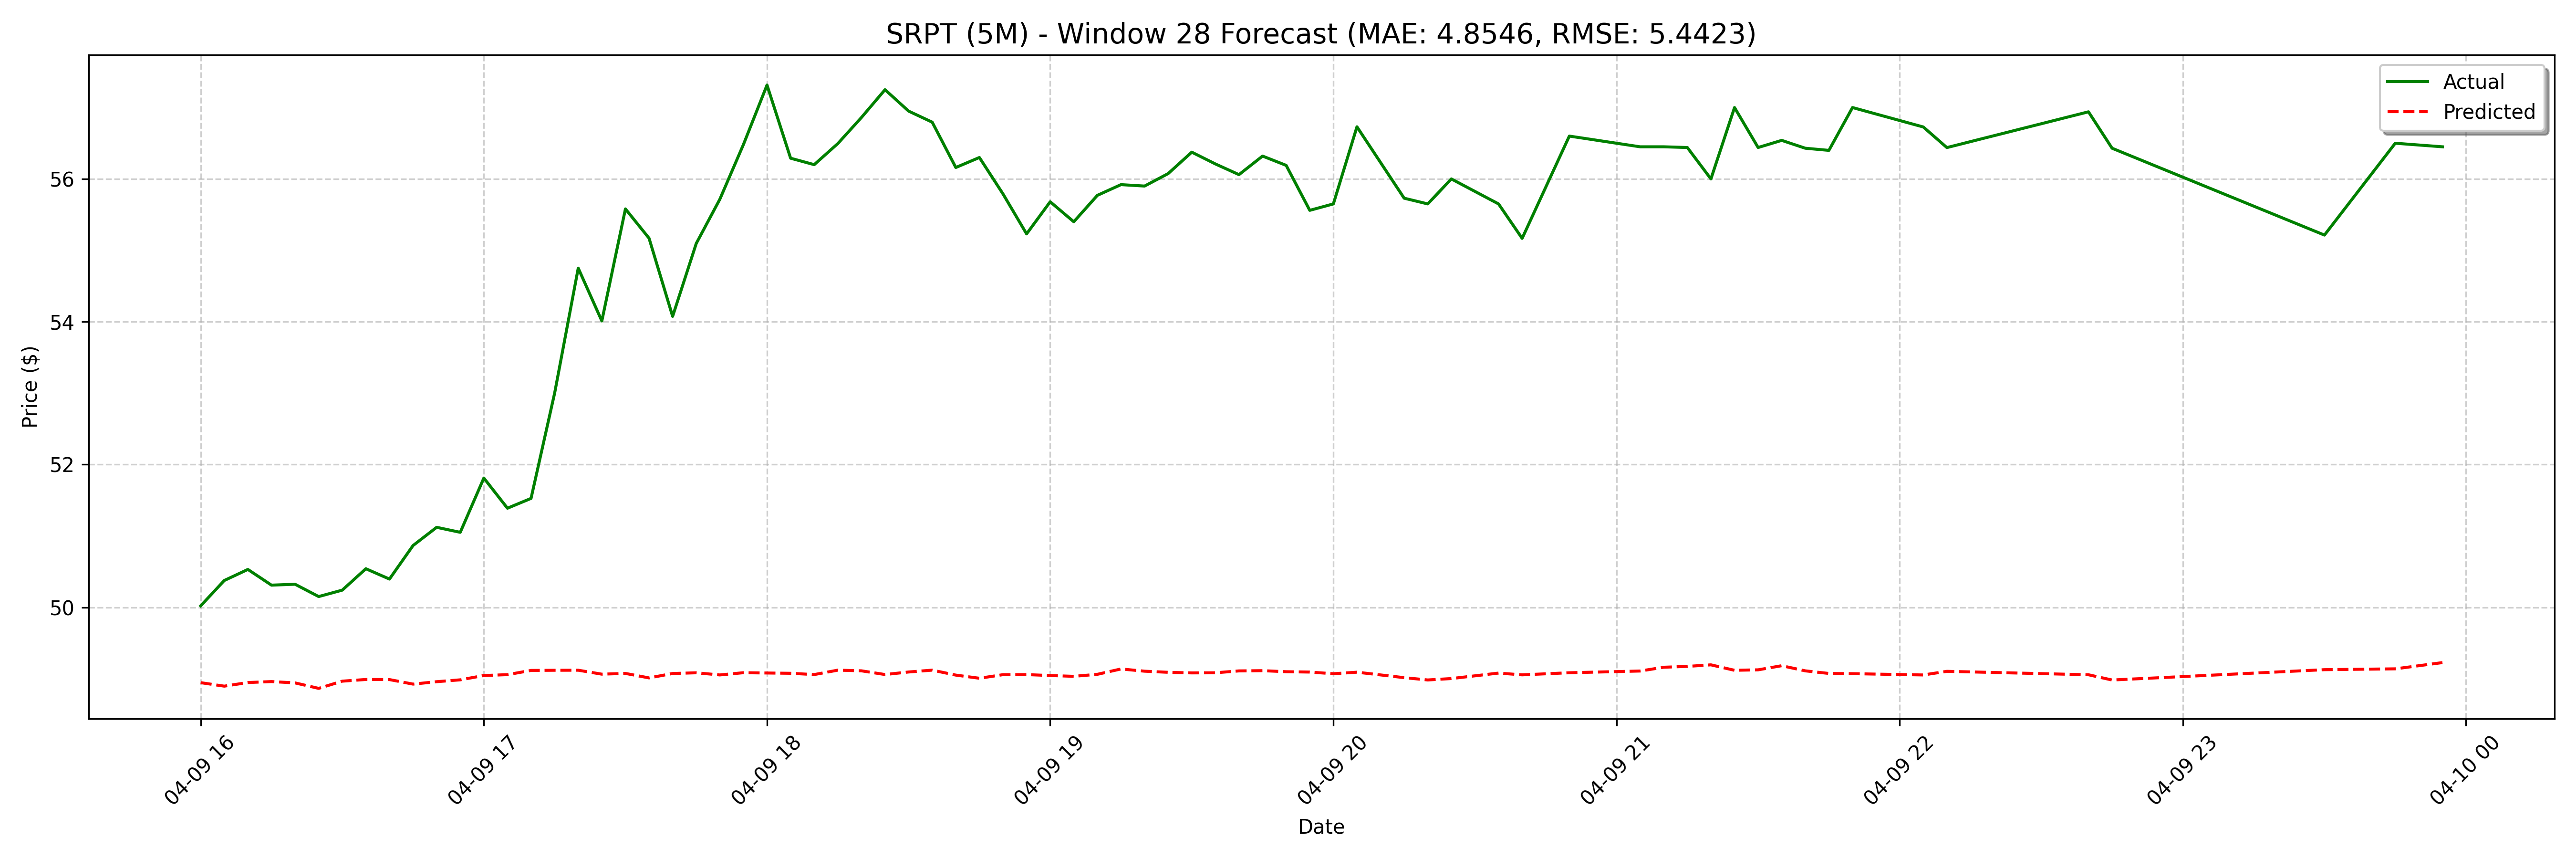 SRPT (5M) - Window 28 Forecast (MAE: 4.8546, RMSE: 5.4423)
Actual
Predicted
Price ($)
56
54
52
50
04-09 16
04-09 17
04-09 18
04-09 19
04-09 20
04-09 21
04-09 22
04-09 23
04-10 00
Date